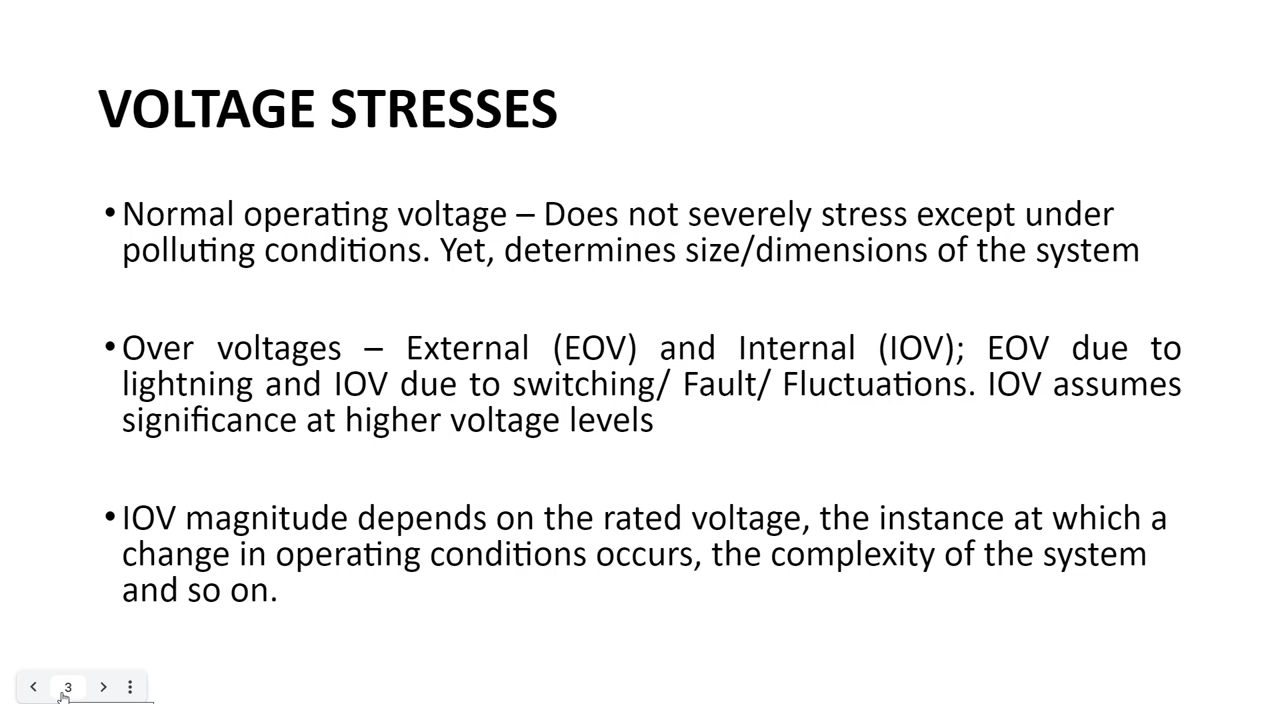 VOLTAGE STRESSES
•Normal operating voltage – Does not severely stress except under
polluting conditions. Yet, determines size/dimensions of the system
•Over voltages – External (EOV) and Internal (IOV); EOV due to
lightning and IOV due to switching/ Fault/ Fluctuations. IOV assumes
significance at higher voltage levels
•IOV magnitude depends on the rated voltage, the instance at which a
change in operating conditions occurs, the complexity of the system
and so on.
3